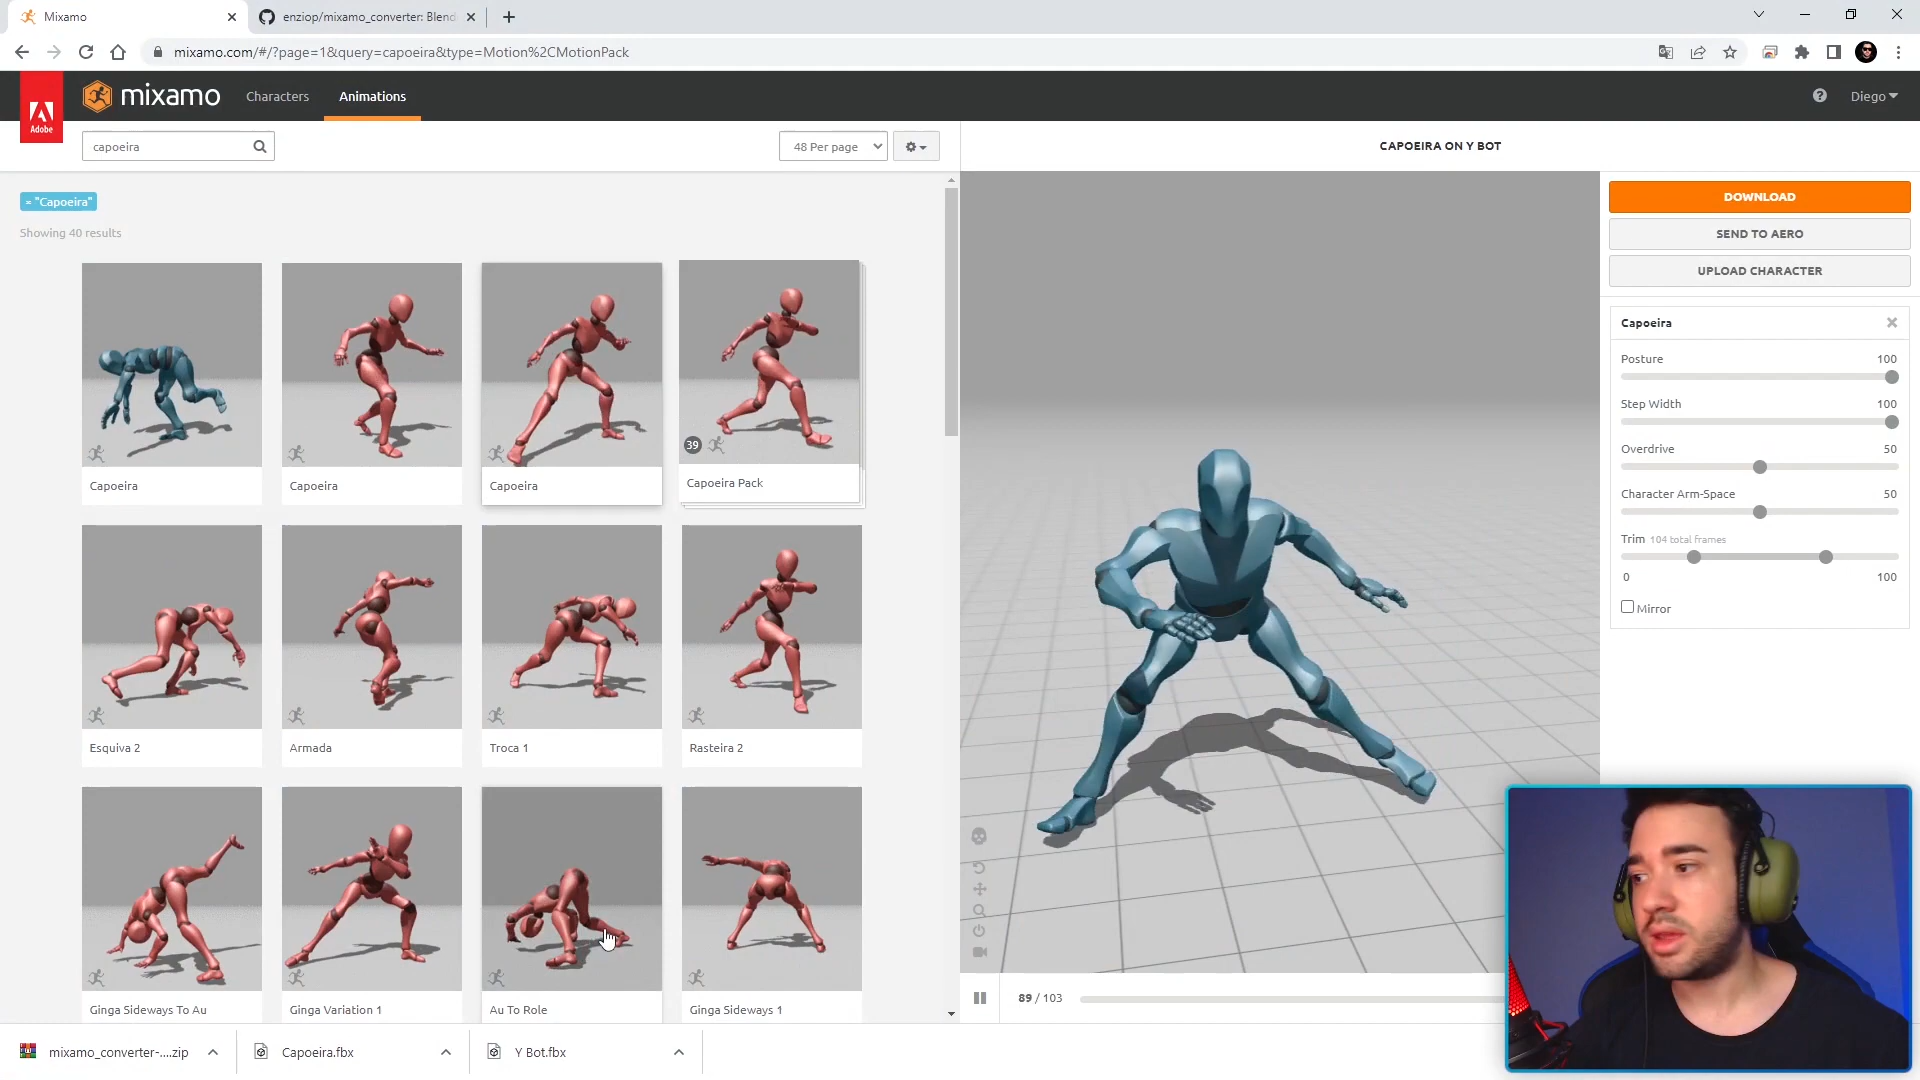 Mixamo
enziop/mixamo_converter: Blend
mixamo.com/#/?page=1&query=capoeira&type=Motion%2CMotionPack
Adobe
mixamo
Characters
Animations
Diego
capoeira
48 Per page
CAPOEIRA ON Y BOT
× "Capoeira"
Showing 40 results
DOWNLOAD
SEND TO AERO
UPLOAD CHARACTER
Capoeira
Posture 100
Step Width 100
Overdrive 50
Character Arm-Space 50
Trim 104 total frames
0 100
Mirror
39
Capoeira
Capoeira
Capoeira
Capoeira Pack
Esquiva 2
Armada
Troca 1
Rasteira 2
Ginga Sideways To Au
Ginga Variation 1
Au To Role
Ginga Sideways 1
89 / 103
mixamo_converter-....zip
Capoeira.fbx
Y Bot.fbx